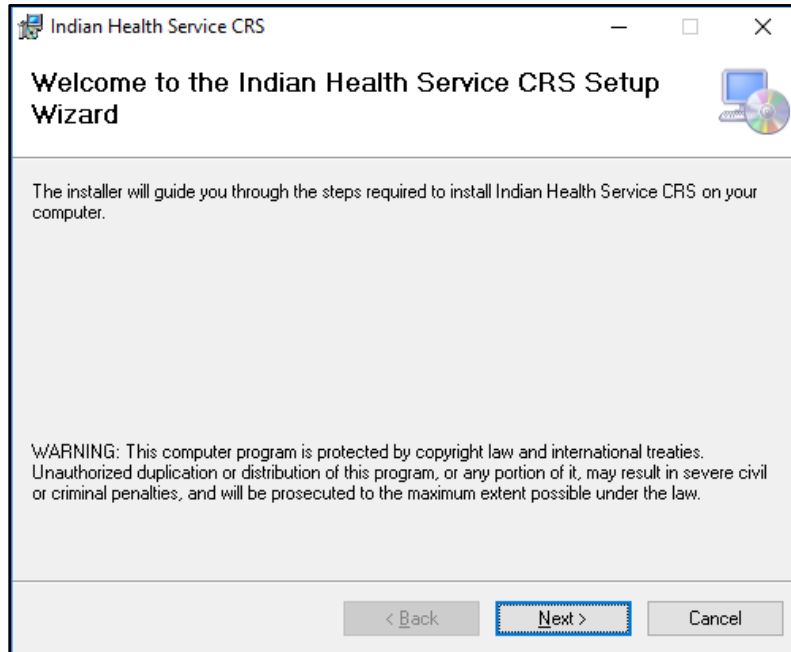 Indian Health Service CRS
Welcome to the Indian Health Service CRS Setup
Wizard
The installer will guide you through the steps required to install Indian Health Service CRS on your
computer.
WARNING: This computer program is protected by copyright law and international treaties.
Unauthorized duplication or distribution of this program, or any portion of it, may result in severe civil
or criminal penalties, and will be prosecuted to the maximum extent possible under the law.
< Back
Next >
Cancel